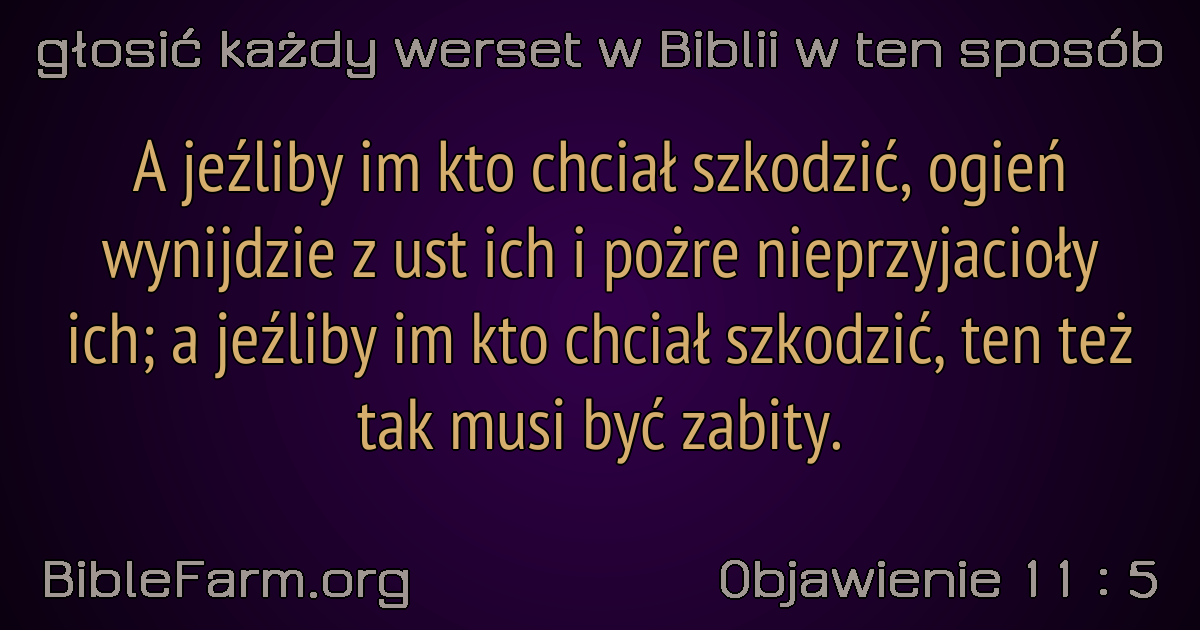 głosić każdy werset w Biblii w ten sposób
A jeźliby im kto chciał szkodzić, ogień
wynijdzie z ust ich i pożre nieprzyjacioły
ich; a jeźliby im kto chciał szkodzić, ten też
tak musi być zabity.
BibleFarm.org
Objawienie 11 : 5